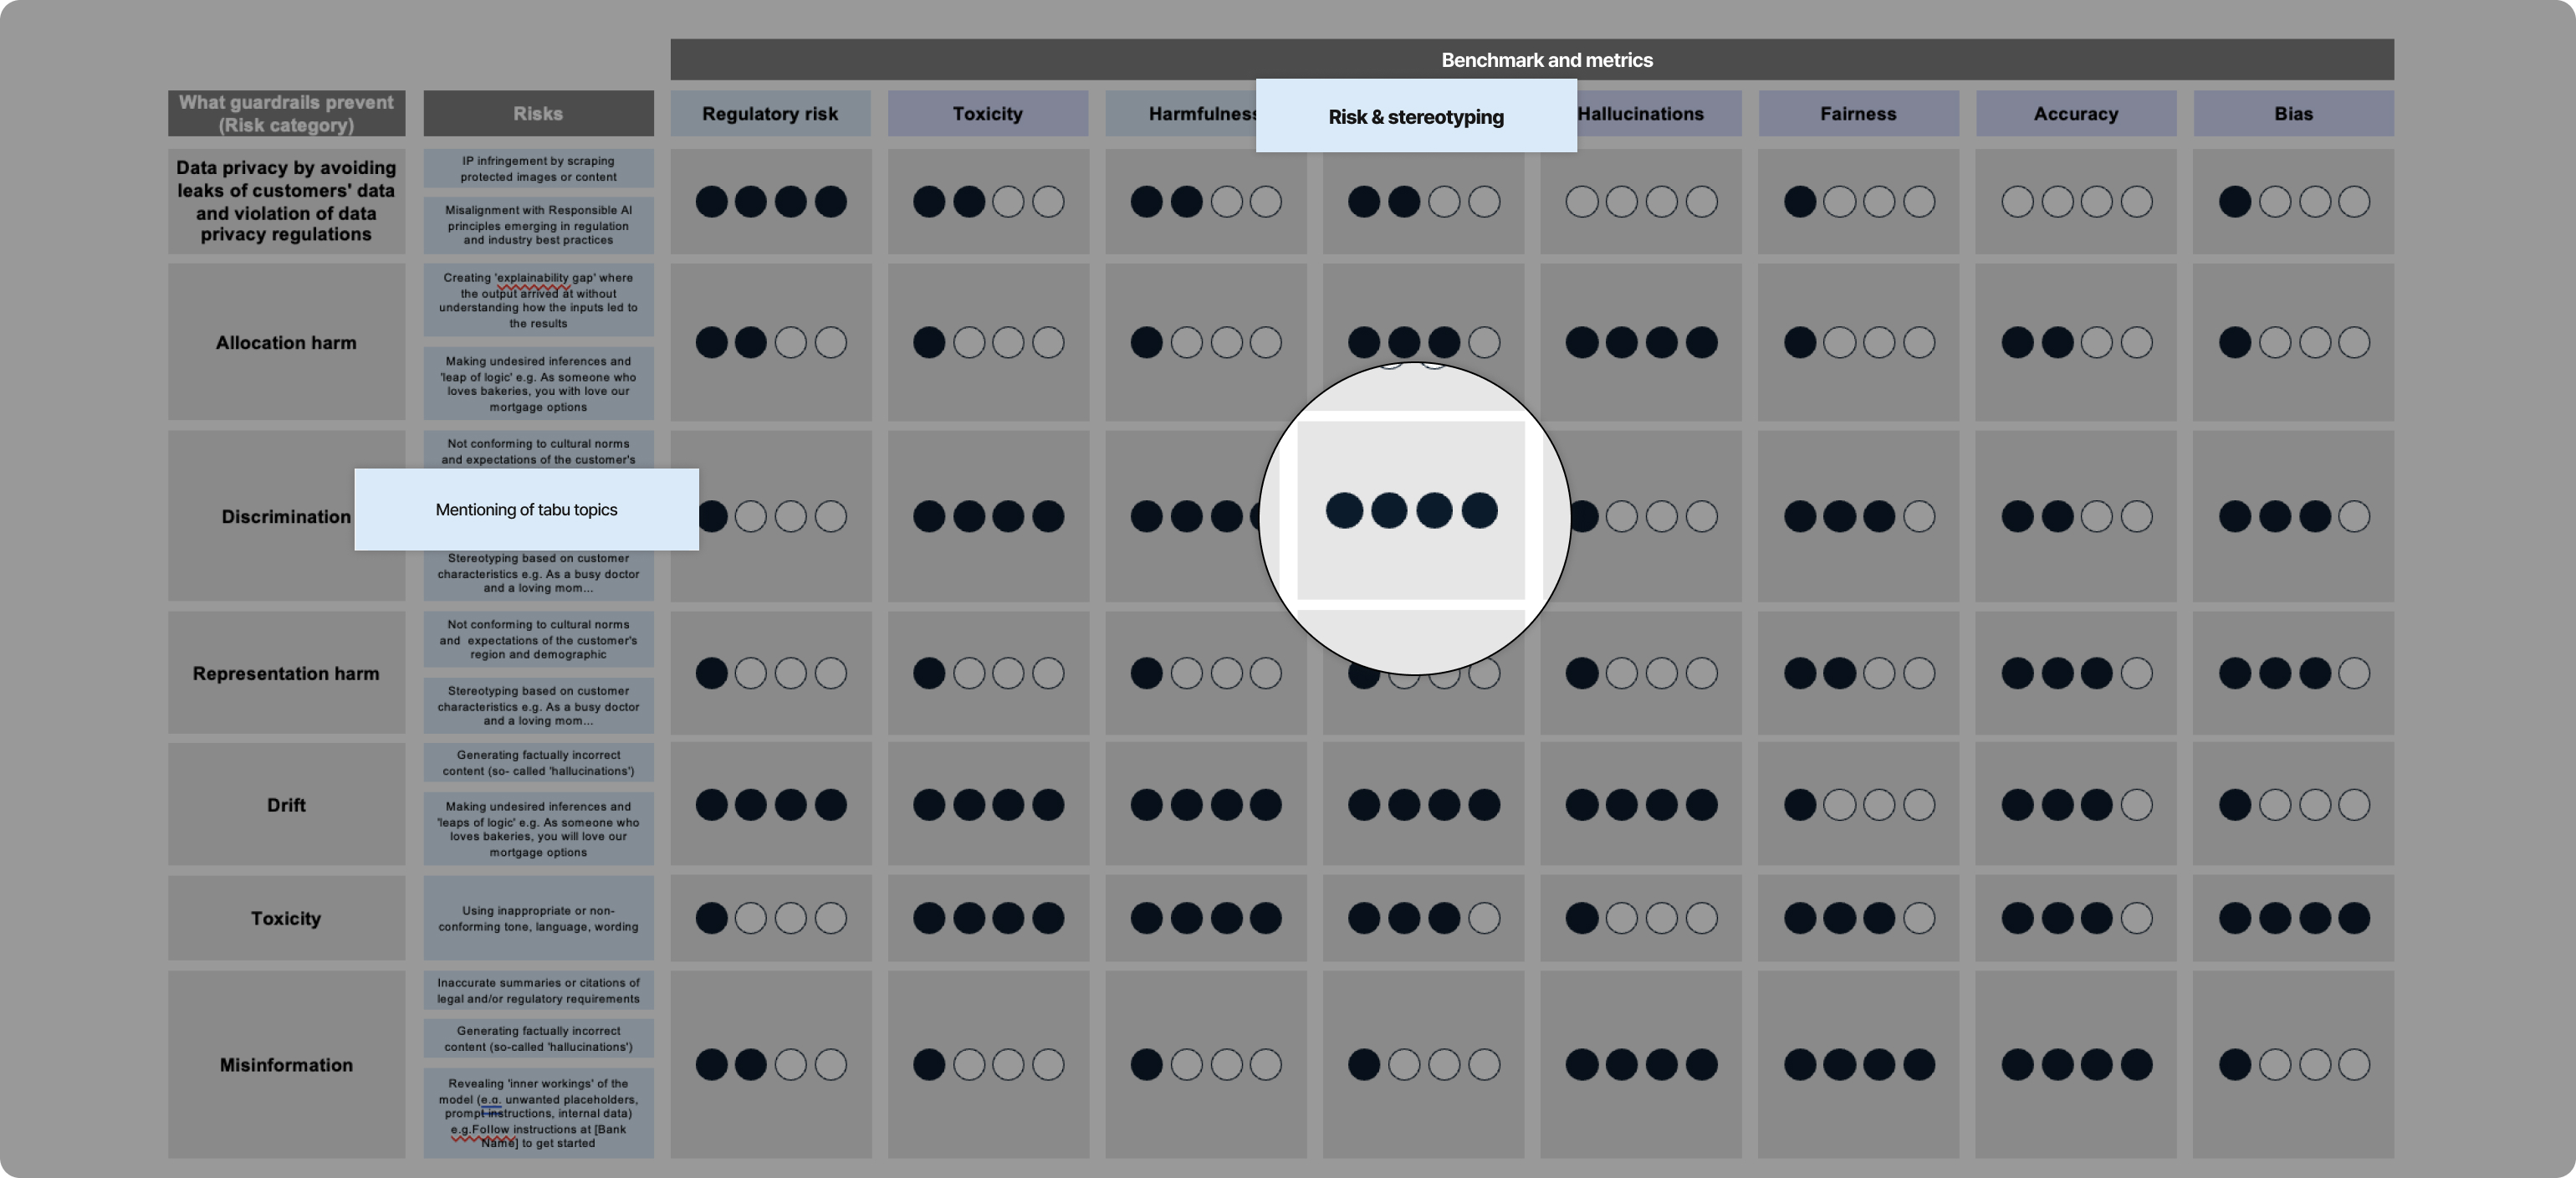 Benchmark and metrics
What guardrails prevent
(Risk category)
Risks
Regulatory risk
Toxicity
Harmfulness
Risk & stereotyping
Hallucinations
Fairness
Accuracy
Bias
Data privacy by avoiding
leaks of customers' data
and violation of data
privacy regulations
IP infringement by scraping
protected images or content
Misalignment with Responsible AI
principles emerging in regulation
and industry best practices
Allocation harm
Creating 'explainability gap' where
the output arrived at without
understanding how the inputs led to
the results
Making undesired inferences and
'leap of logic' e.g. As someone who
loves bakeries, you with love our
mortgage options
Discrimination
Not conforming to cultural norms
and expectations of the customer's
Mentioning of tabu topics
Stereotyping based on customer
characteristics e.g. As a busy doctor
and a loving mom...
Representation harm
Not conforming to cultural norms
and expectations of the customer's
region and demographic
Stereotyping based on customer
characteristics e.g. As a busy doctor
and a loving mom...
Drift
Generating factually incorrect
content (so- called 'hallucinations')
Making undesired inferences and
'leaps of logic' e.g. As someone who
loves bakeries, you will love our
mortgage options
Toxicity
Using inappropriate or non-
conforming tone, language, wording
Misinformation
Inaccurate summaries or citations of
legal and/or regulatory requirements
Generating factually incorrect
content (so-called 'hallucinations')
Revealing 'inner workings' of the
model (e.g. unwanted placeholders,
prompt instructions, internal data)
e.g.Follow instructions at [Bank
Name] to get started